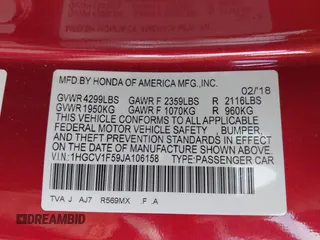 MFD.BY HONDA OF AMERICA MFG.,INC.
02/18
GVWR 4299LBS GAWR F 2359LBS R 2116LBS
GVWR 1950KG GAWR F 1070KG R 960KG
THIS VEHICLE CONFORMS TO ALL APPLICABLE
FEDERAL MOTOR VEHICLE SAFETY, BUMPER,
AND THEFT PREVENTION STANDARDS IN EFFECT
ON THE DATE OF MANUFACTURE SHOWN ABOVE.
VIN:1HGCV1F59JA106158 TYPE:PASSENGER CAR
TVA J AJ7 R569MX .F .A
DREAMBID